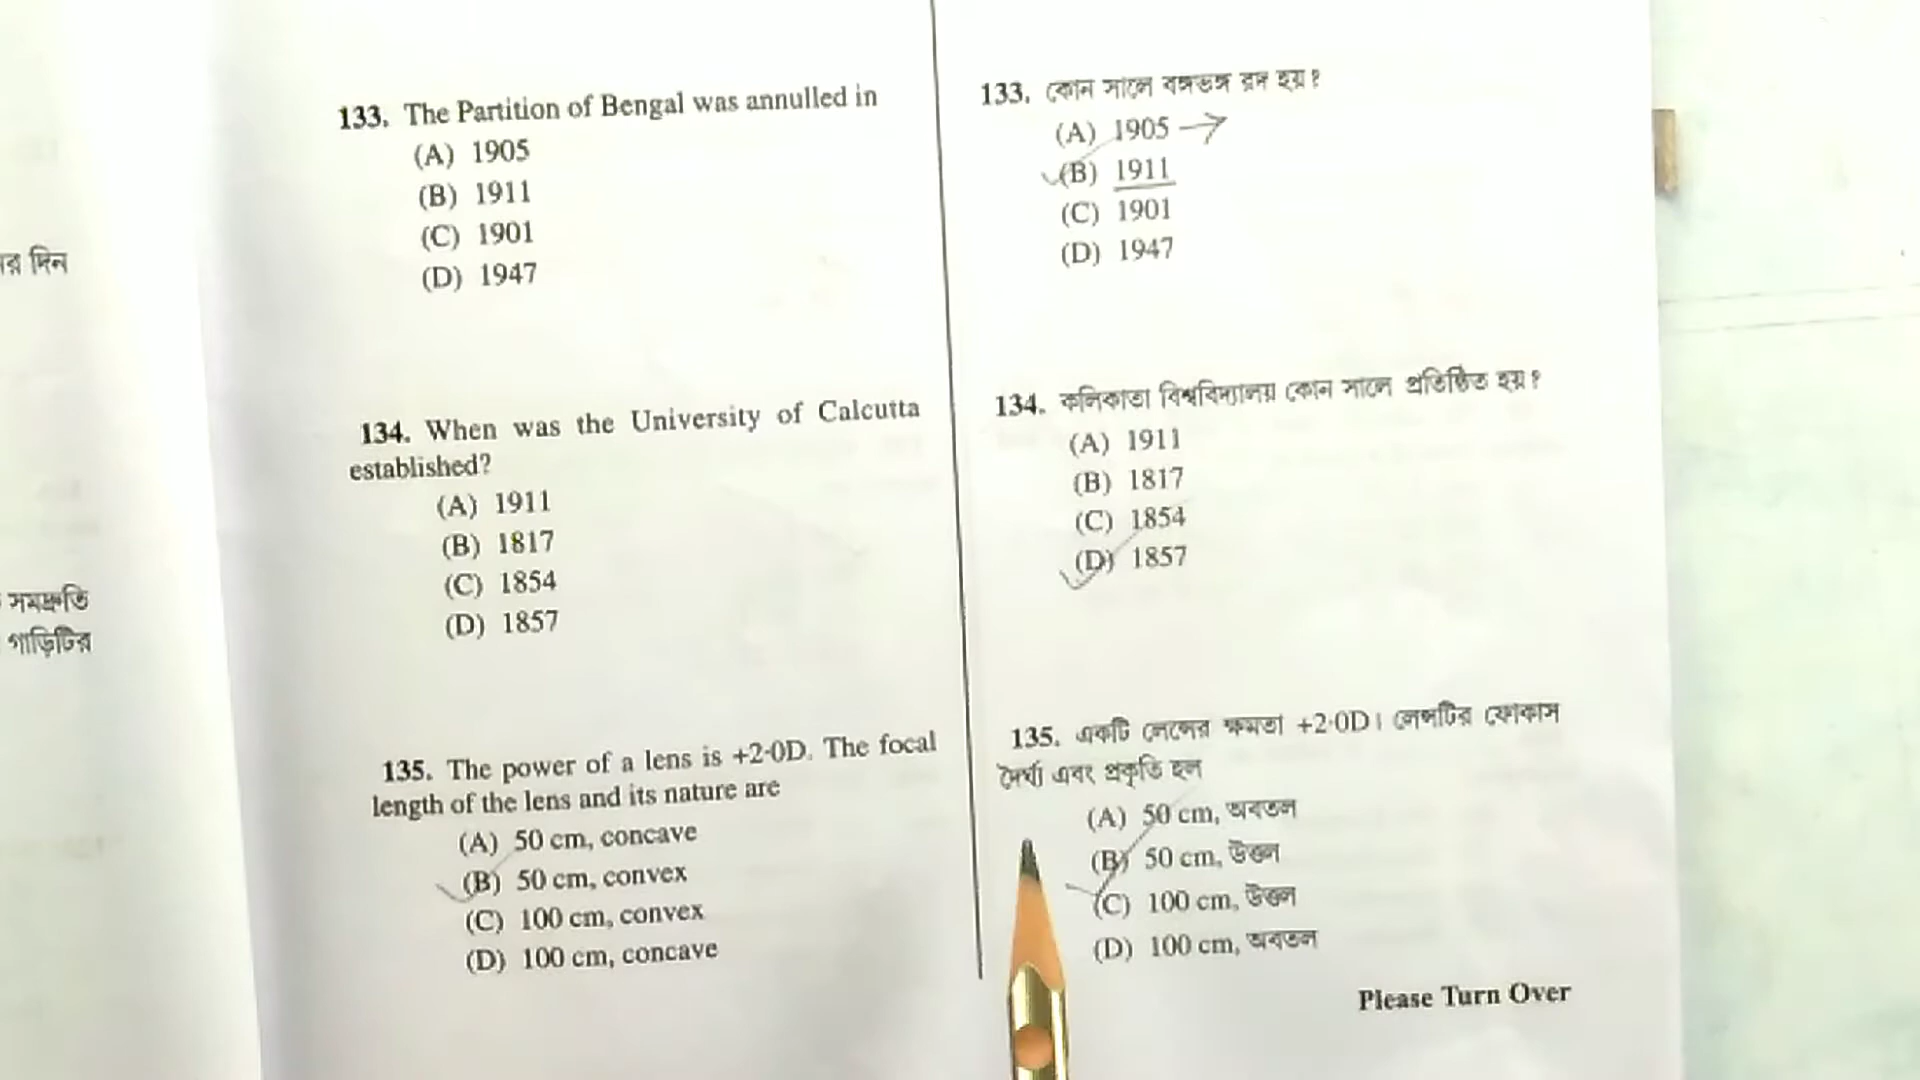 র দিন
সমপ্রতি
গাড়িটির
133. The Partition of Bengal was annulled in
(A) 1905
(B) 1911
(C) 1901
(D) 1947
134. When was the University of Calcutta
established?
(A) 1911
(B) 1817
(C) 1854
(D) 1857
135. The power of a lens is +2·0D. The focal
length of the lens and its nature are
(A) 50 cm, concave
(B) 50 cm, convex
(C) 100 cm, convex
(D) 100 cm, concave
133. কোন সালে বঙ্গভঙ্গ রদ হয় ?
(A) 1905
(B) 1911
(C) 1901
(D) 1947
134. কলিকাতা বিশ্ববিদ্যালয় কোন সালে প্রতিষ্ঠিত হয় ?
(A) 1911
(B) 1817
(C) 1854
(D) 1857
135. একটি লেন্সের ক্ষমতা +2·0D। লেন্সটির ফোকাস
দৈর্ঘ্য এবং প্রকৃতি হল
(A) 50 cm, অবতল
(B) 50 cm, উত্তল
(C) 100 cm, উত্তল
(D) 100 cm, অবতল
Please Turn Over